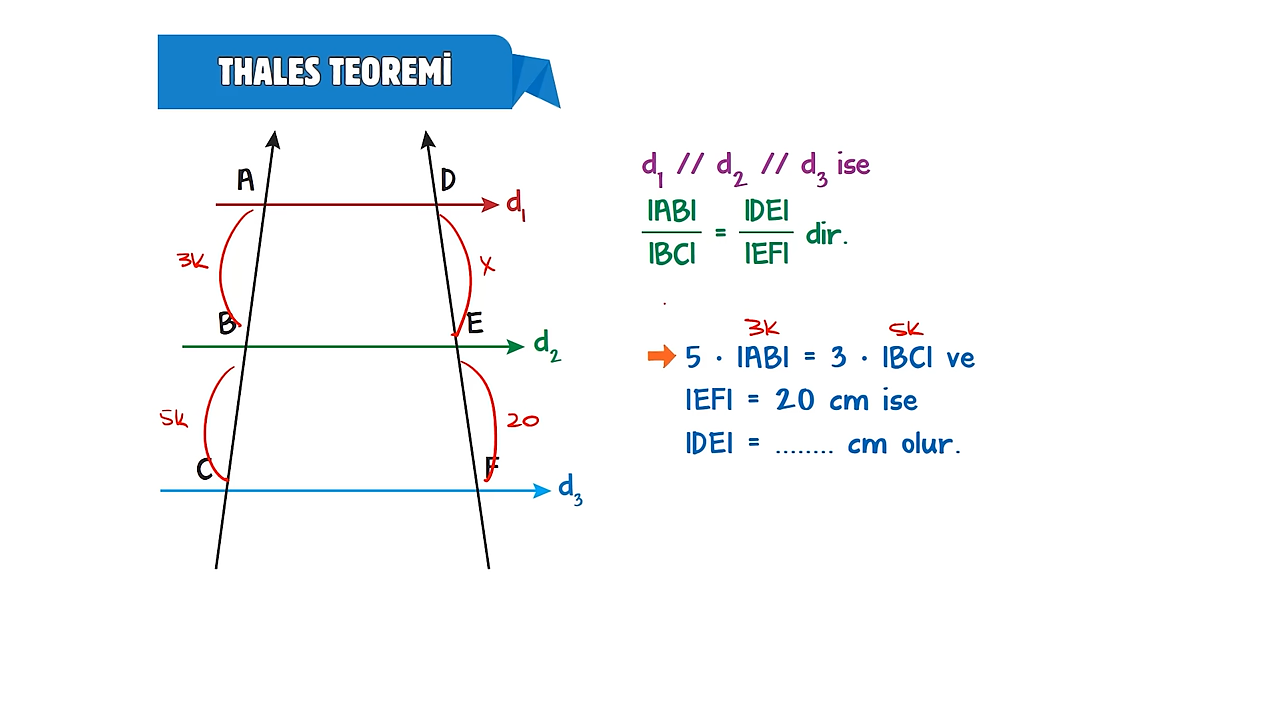 THALES TEOREMİ
A
D
d1
3K
x
B
E
d2
5K
20
C
F
d3
d1 // d2 // d3 ise
|AB| / |BC| = |DE| / |EF| dir.
3K 5K
5 · |AB| = 3 · |BC| ve
|EF| = 20 cm ise
|DE| = ........ cm olur.